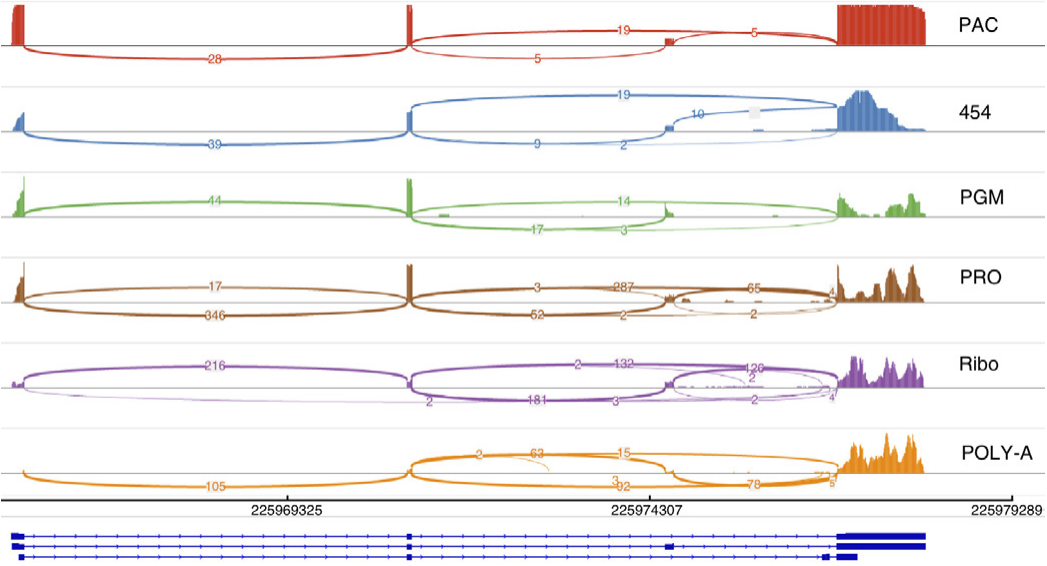 19 5 PAC
28 5
19 10 454
39 9 2
44 14 PGM
17 3
17 3 287 65 4 PRO
346 52 2 2
216 2 132 126 2 Ribo
2 181 3 2 4
2 63 15 POLY-A
105 3 92 78 5
225969325 225974307 225979289